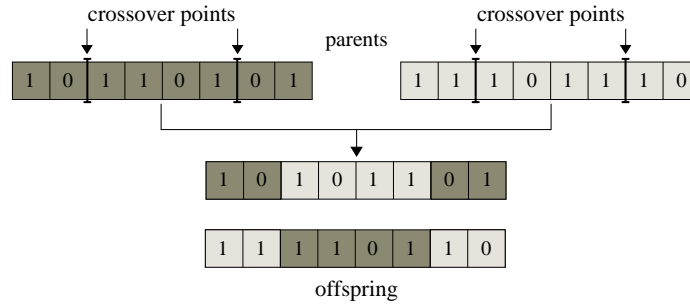 crossover points crossover points
parents
1 0 1 1 0 1 0 1 1 1 1 0 1 1 1 0
1 0 1 0 1 1 0 1
1 1 1 1 0 1 1 0
offspring